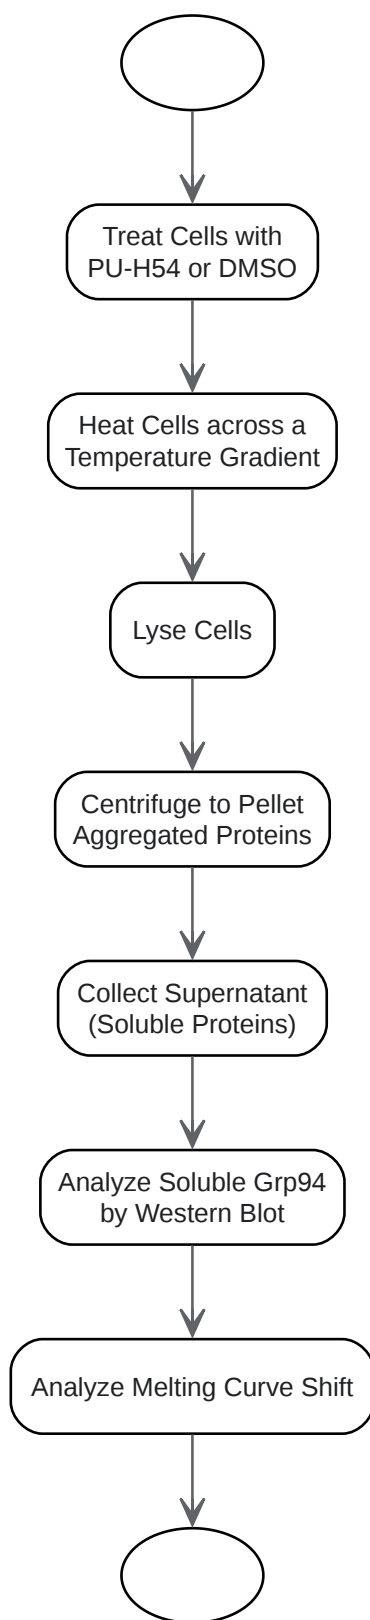 Treat Cells with
PU-H54 or DMSO
Heat Cells across a
Temperature Gradient
Lyse Cells
Centrifuge to Pellet
Aggregated Proteins
Collect Supernatant
(Soluble Proteins)
Analyze Soluble Grp94
by Western Blot
Analyze Melting Curve Shift